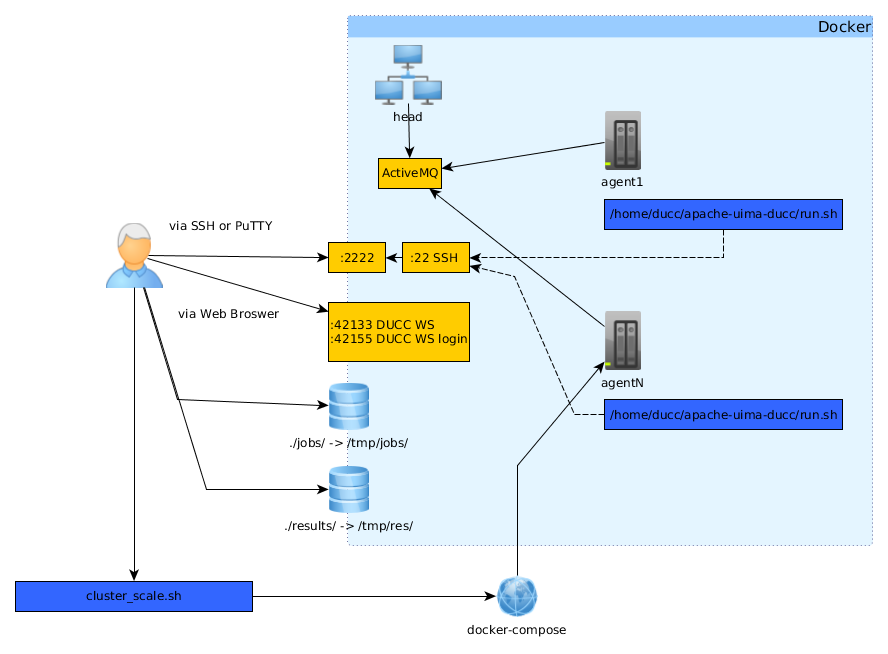 Docker
head
ActiveMQ
agent1
/home/ducc/apache-uima-ducc/run.sh
via SSH or PuTTY
:2222
:22 SSH
via Web Broswer
:42133 DUCC WS
:42155 DUCC WS login
agentN
/home/ducc/apache-uima-ducc/run.sh
./jobs/ -> /tmp/jobs/
./results/ -> /tmp/res/
cluster_scale.sh
docker-compose